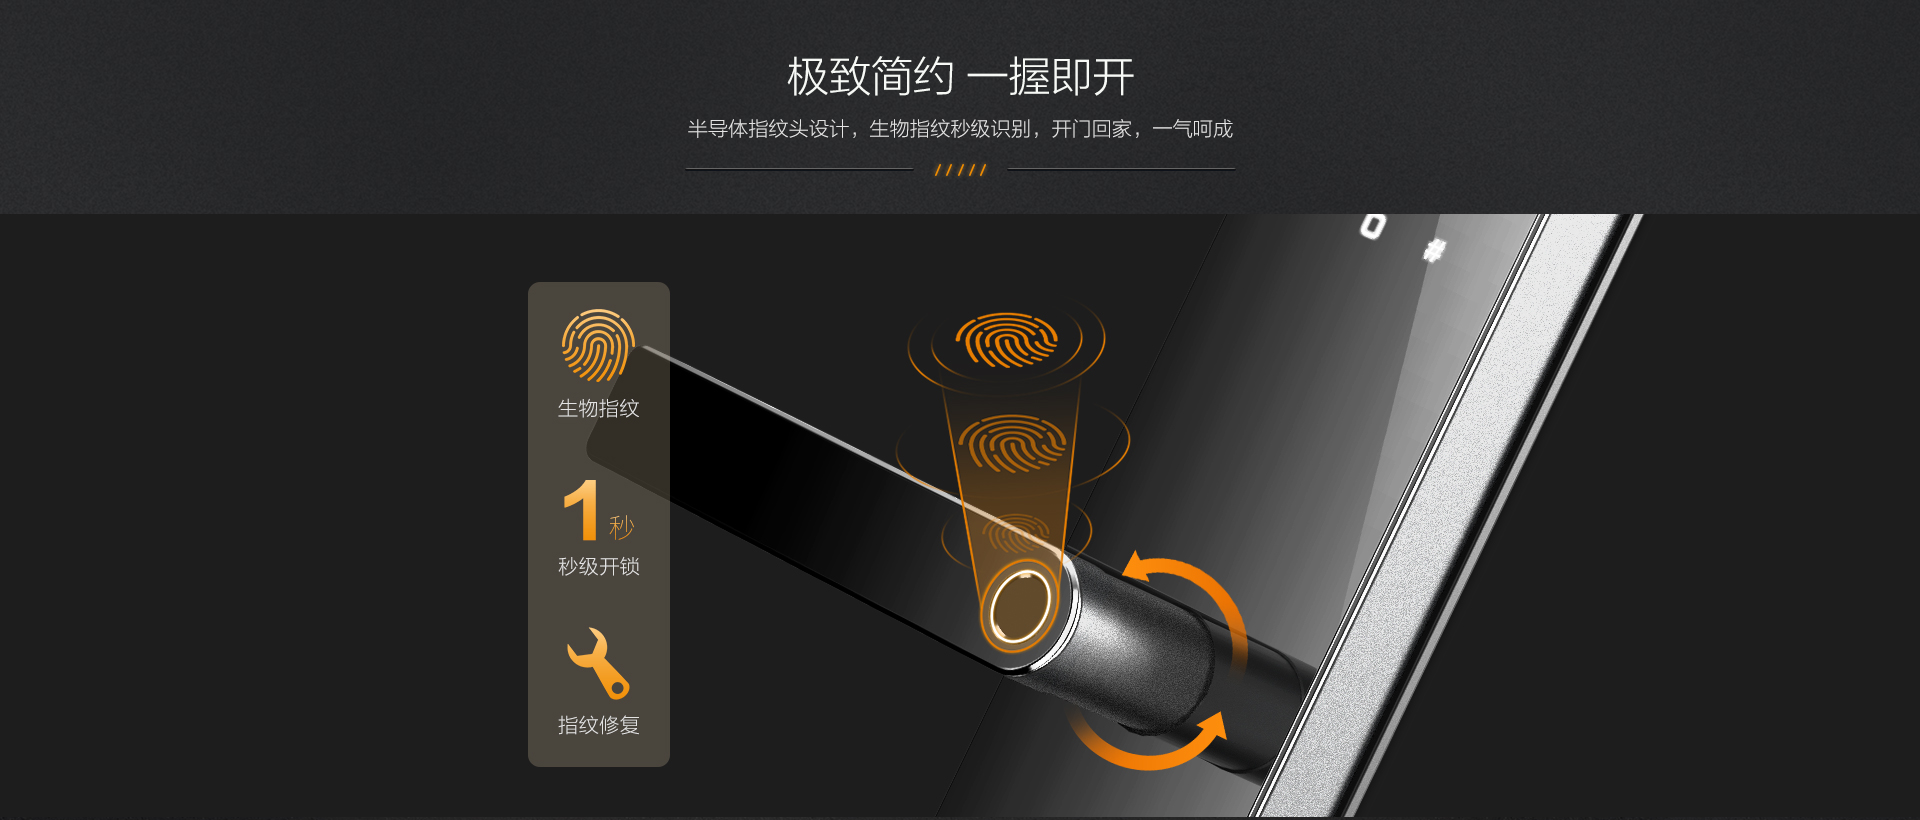 极致简约 一握即开
半导体指纹头设计，生物指纹秒级识别，开门回家，一气呵成
0
#
生物指纹
1秒
秒级开锁
指纹修复